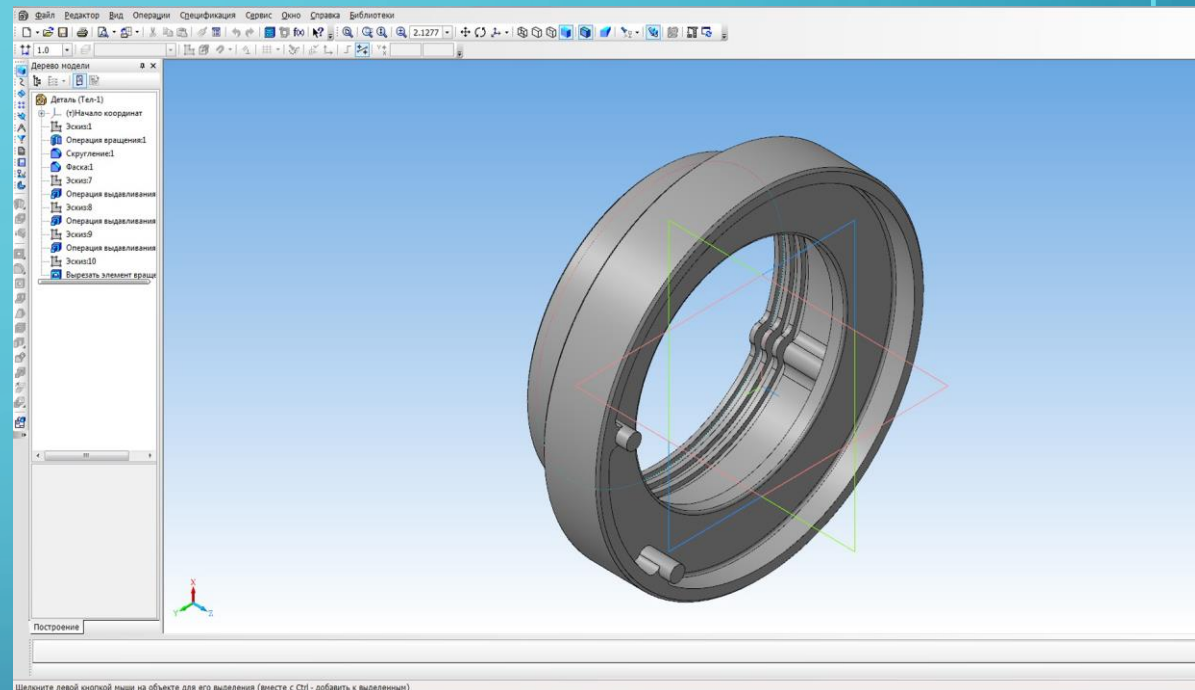 Файл Редактор Вид Операции Спецификация Сервис Окно Справка Библиотеки
2.1277
1.0
Дерево модели
Деталь (Тел-1)
(т)Начало координат
Эскиз:1
Операция вращения:1
Скругление:1
Фаска:1
Эскиз:7
Операция выдавливания
Эскиз:8
Операция выдавливания
Эскиз:9
Операция выдавливания
Эскиз:10
Вырезать элемент враще
X
Y
Z
Построение
Щелкните левой кнопкой мыши на объекте для его выделения (вместе с Ctrl - добавить к выделенным)